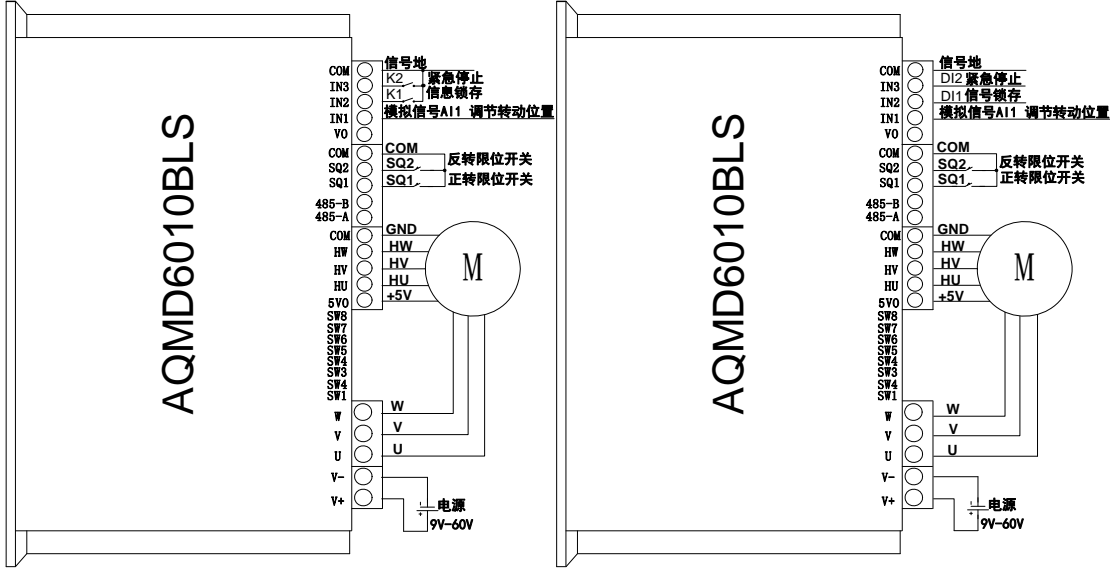 AQMD6010BLS
COM 信号地
IN3 K2 紧急停止
IN2 K1 信息锁存
IN1 模拟信号AI1 调节转动位置
VO
COM COM
SQ2 SQ2 反转限位开关
SQ1 SQ1 正转限位开关
485-B
485-A
COM GND
HW HW
HV HV
HU HU
5VO +5V
M
SW8
SW7
SW6
SW5
SW4
SW3
SW4
SW1
W W
V V
U U
V-
V+
电源
9V-60V
AQMD6010BLS
COM 信号地
IN3 DI2 紧急停止
IN2 DI1 信号锁存
IN1 模拟信号AI1 调节转动位置
VO
COM COM
SQ2 SQ2 反转限位开关
SQ1 SQ1 正转限位开关
485-B
485-A
COM GND
HW HW
HV HV
HU HU
5VO +5V
M
SW8
SW7
SW6
SW5
SW4
SW3
SW4
SW1
W W
V V
U U
V-
V+
电源
9V-60V